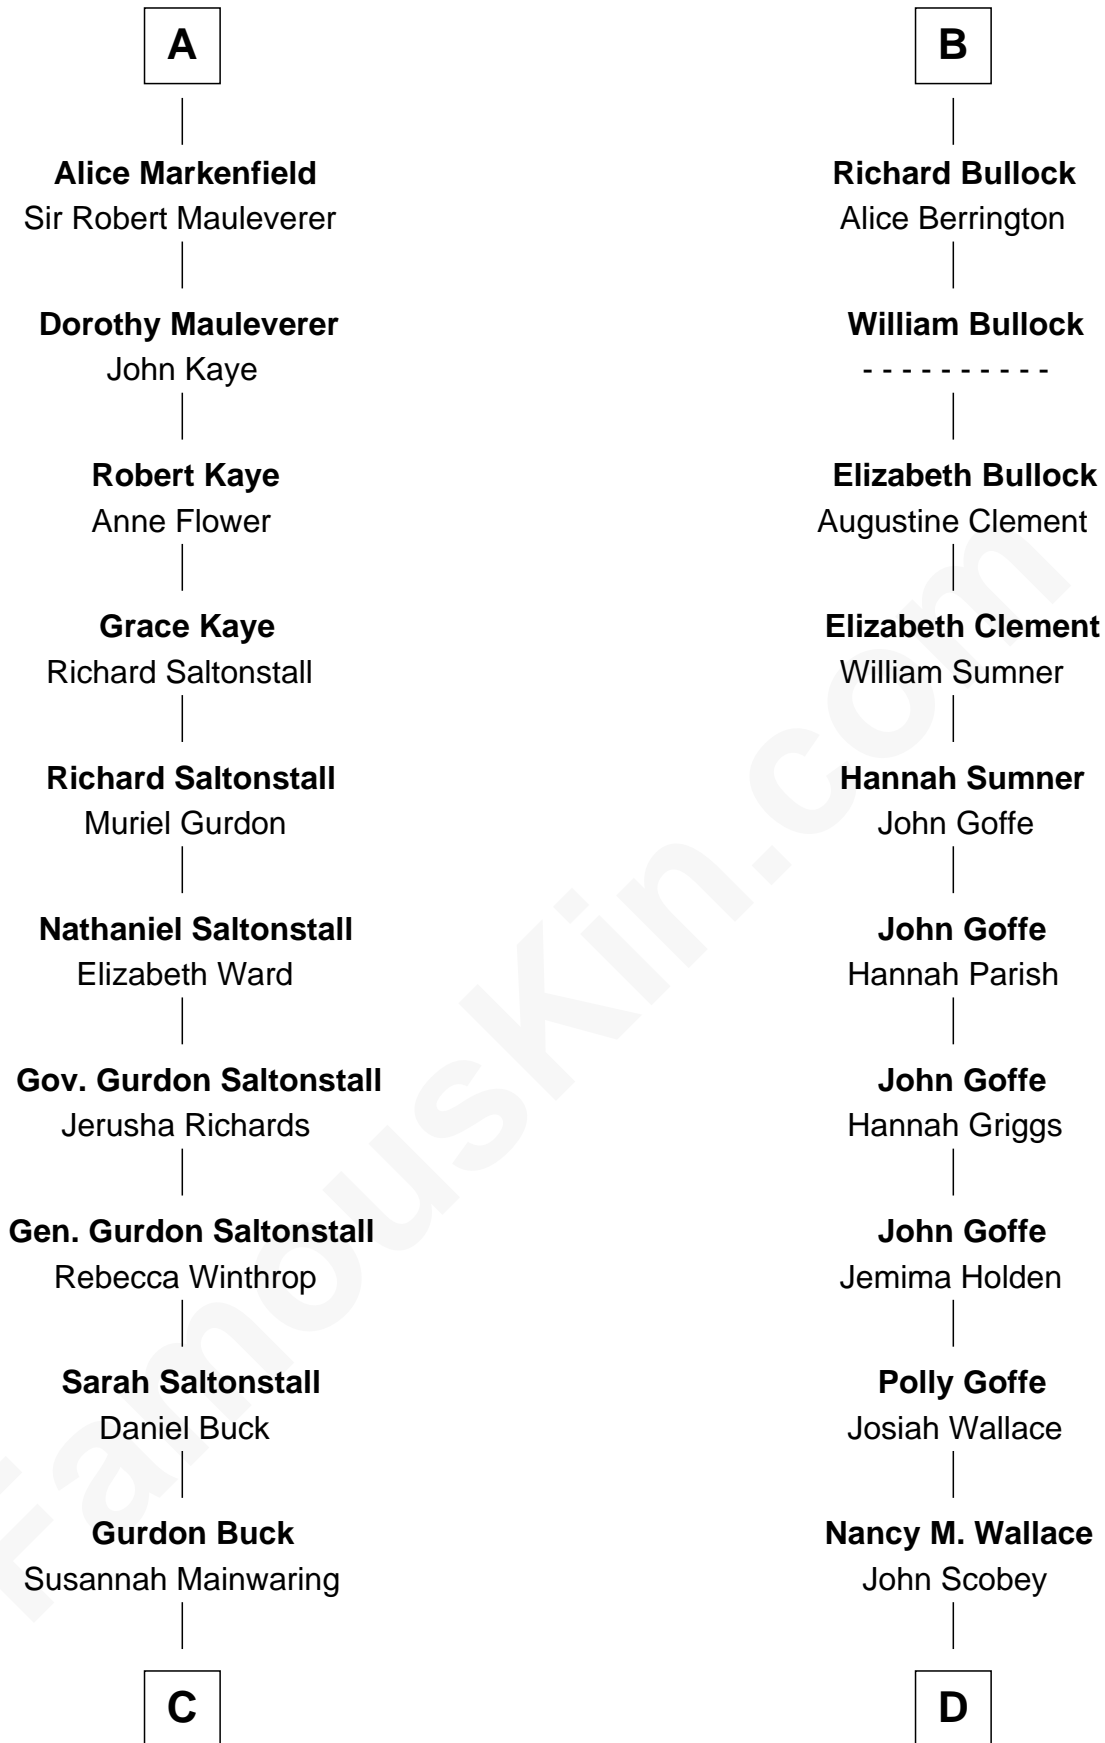 A
Alice Markenfield
Sir Robert Mauleverer
Dorothy Mauleverer
John Kaye
Robert Kaye
Anne Flower
Grace Kaye
Richard Saltonstall
Richard Saltonstall
Muriel Gurdon
Nathaniel Saltonstall
Elizabeth Ward
Gov. Gurdon Saltonstall
Jerusha Richards
Gen. Gurdon Saltonstall
Rebecca Winthrop
Sarah Saltonstall
Daniel Buck
Gurdon Buck
Susannah Mainwaring
C
B
Richard Bullock
Alice Berrington
William Bullock
- - - - - - - - - -
Elizabeth Bullock
Augustine Clement
Elizabeth Clement
William Sumner
Hannah Sumner
John Goffe
John Goffe
Hannah Parish
John Goffe
Hannah Griggs
John Goffe
Jemima Holden
Polly Goffe
Josiah Wallace
Nancy M. Wallace
John Scobey
D
FamousKin.com